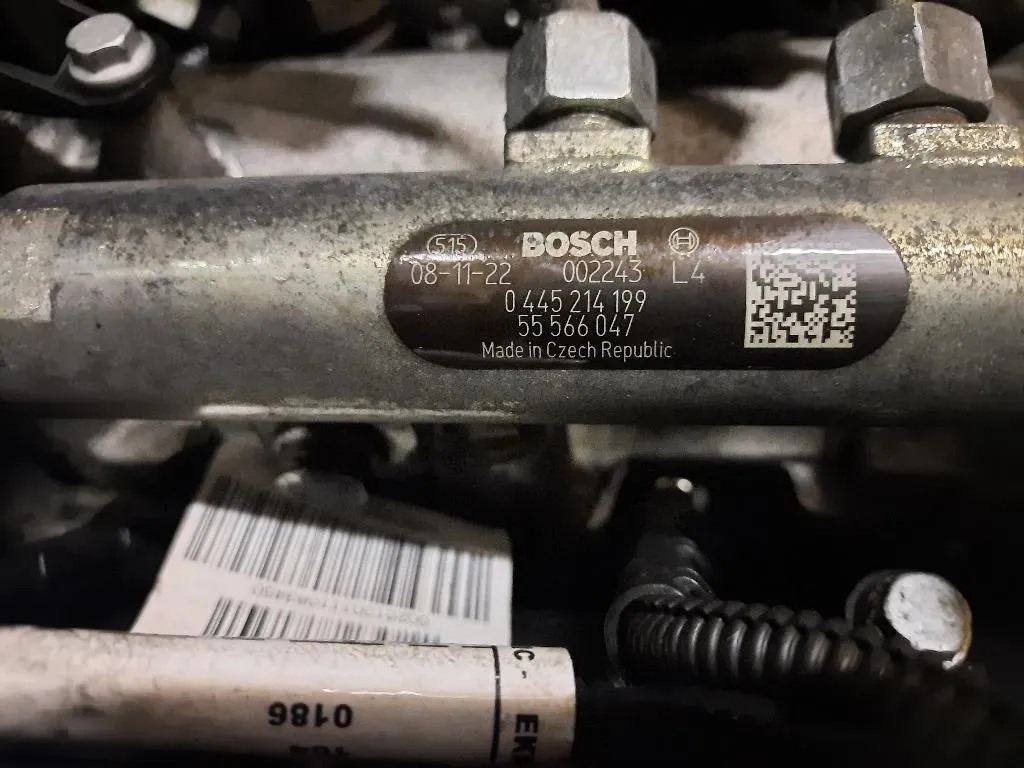 515 BOSCH
08-11-22 002243 L4
0 445 214 199
55 566 047
Made in Czech Republic
C-
0186